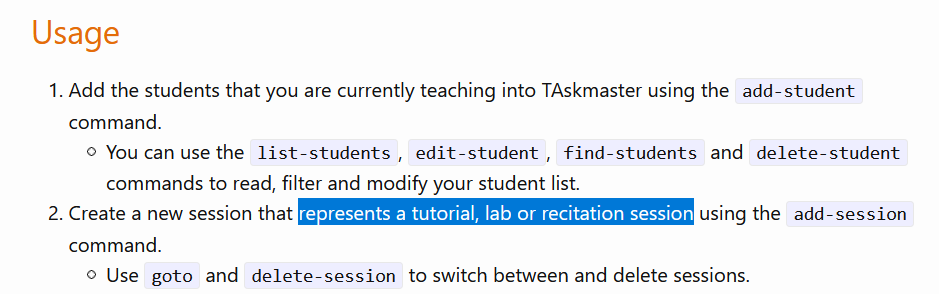 Usage
1. Add the students that you are currently teaching into TAskmaster using the add-student
command.
You can use the list-students, edit-student, find-students and delete-student
commands to read, filter and modify your student list.
2. Create a new session that represents a tutorial, lab or recitation session using the add-session
command.
Use goto and delete-session to switch between and delete sessions.